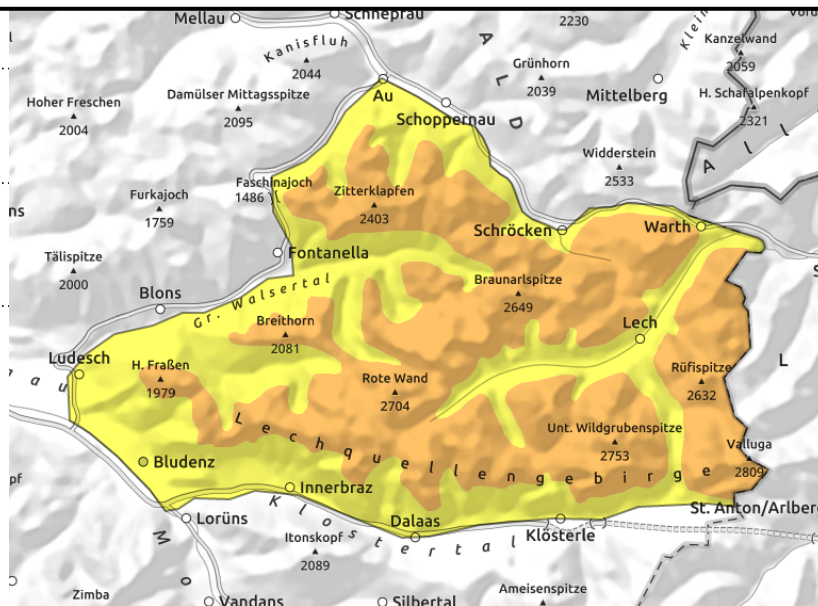 Schnepfau
Mellau
2230
Kanisfluh
2044
Kanzelwand
2059
Grünhorn
2039
Hoher Freschen
2004
Damülser Mittagsspitze
2095
Au
Mittelberg
H. Schafalpenkopf
2321
Schoppernau
Widderstein
2533
Furkajoch
1759
Faschinajoch
1486
Zitterklapfen
2403
Schröcken
Warth
Tälispitze
2000
Fontanella
Blons
Gr. Walsertal
Braunarlspitze
2649
Breithorn
2081
Lech
Ludesch
H. Fraßen
1979
Rote Wand
2704
Rüfispitze
2632
L
Unt. Wildgrubenspitze
2753
Valluga
2809
Lechquellengebirge
Bludenz
Innerbraz
Lorüns
Klostertal
Dalaas
Klösterle
St. Anton/Arlberg
Itonskopf
2089
Zimba
Vandans
Silbertal
Ameisenspitze